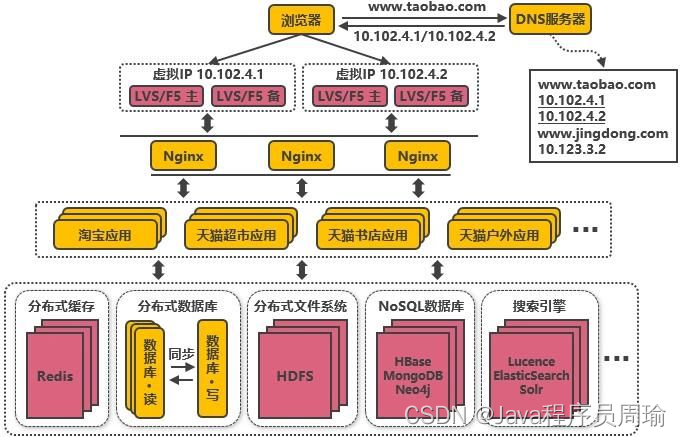 浏览器
www.taobao.com
10.102.4.1/10.102.4.2
DNS服务器
虚拟IP 10.102.4.1
LVS/F5 主
LVS/F5 备
虚拟IP 10.102.4.2
LVS/F5 主
LVS/F5 备
www.taobao.com
10.102.4.1
10.102.4.2
www.jingdong.com
10.123.3.2
Nginx
Nginx
Nginx
淘宝应用
天猫超市应用
天猫书店应用
天猫户外应用
...
分布式缓存
Redis
分布式数据库
数据库·读
同步
数据库·写
分布式文件系统
HDFS
NoSQL数据库
HBase
MongoDB
Neo4j
搜索引擎
Lucence
ElasticSearch
Solr
...
CSDN @Java程序员周瑜